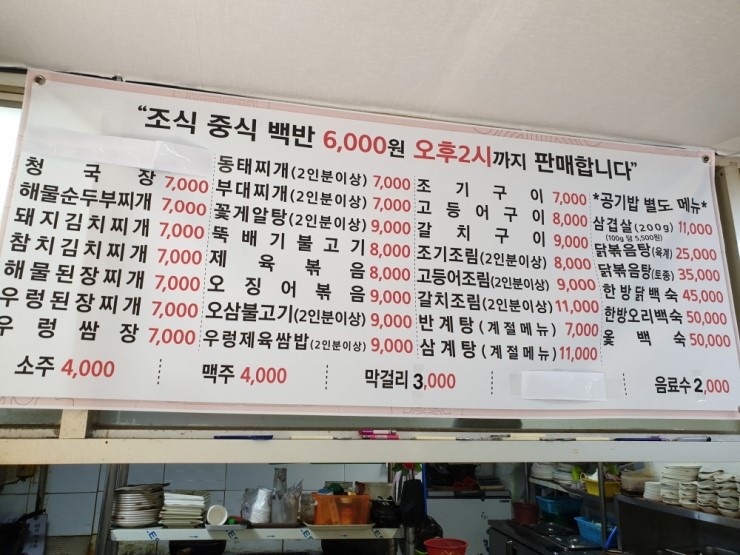 “조식 중식 백반 6,000원 오후2시까지 판매합니다”
청국장 7,000
해물순두부찌개 7,000
돼지김치찌개 7,000
참치김치찌개 7,000
해물된장찌개 7,000
우렁된장찌개 7,000
우렁쌈장 7,000
동태찌개(2인분이상) 7,000
부대찌개(2인분이상) 7,000
꽃게알탕(2인분이상) 9,000
뚝배기불고기 8,000
제육볶음 8,000
오징어볶음 9,000
오삼불고기(2인분이상) 9,000
우렁제육쌈밥(2인분이상) 9,000
조기구이 7,000
고등어구이 8,000
갈치구이 9,000
조기조림(2인분이상) 8,000
고등어조림(2인분이상) 9,000
갈치조림(2인분이상) 11,000
반계탕(계절메뉴) 7,000
삼계탕(계절메뉴) 11,000
*공기밥 별도 메뉴*
삼겹살(200g) 11,000
(100g 당 5,500원)
닭볶음탕(육계) 25,000
닭볶음탕(토종) 35,000
한방닭백숙 45,000
한방오리백숙 50,000
옻백숙 50,000
소주 4,000
맥주 4,000
막걸리 3,000
음료수 2,000